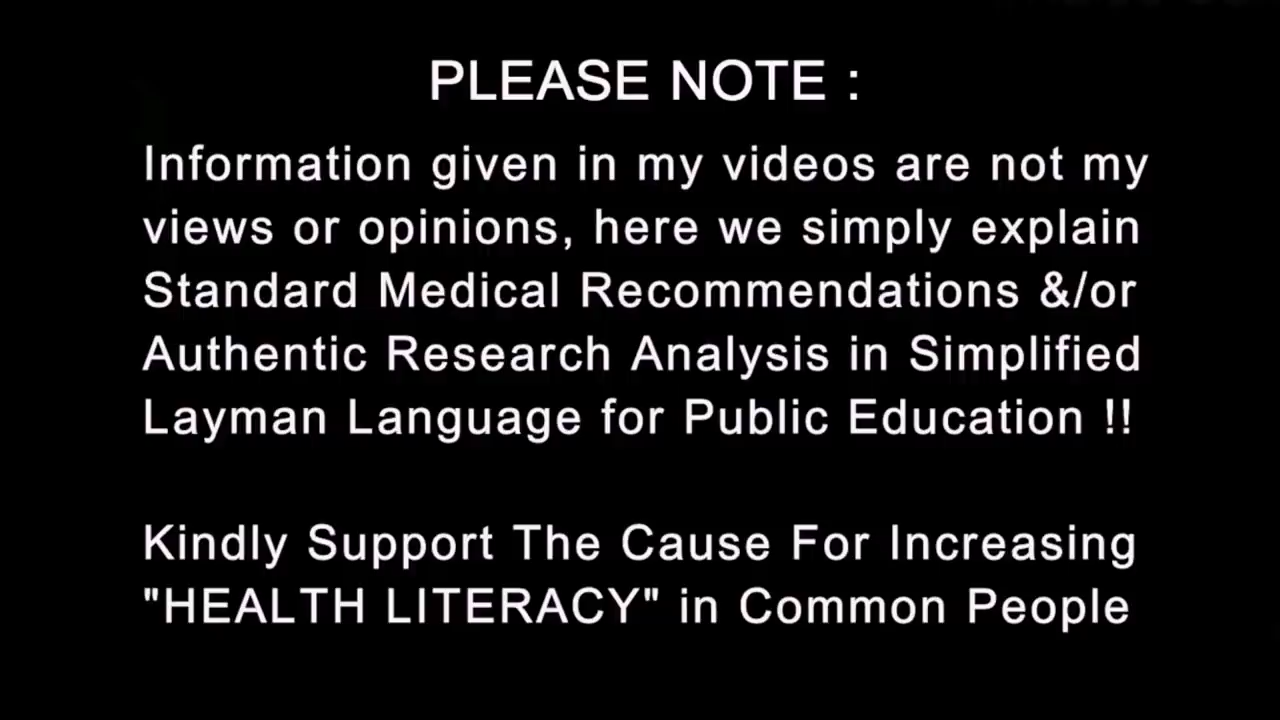 PLEASE NOTE :
Information given in my videos are not my
views or opinions, here we simply explain
Standard Medical Recommendations &/or
Authentic Research Analysis in Simplified
Layman Language for Public Education !!
Kindly Support The Cause For Increasing
"HEALTH LITERACY" in Common People